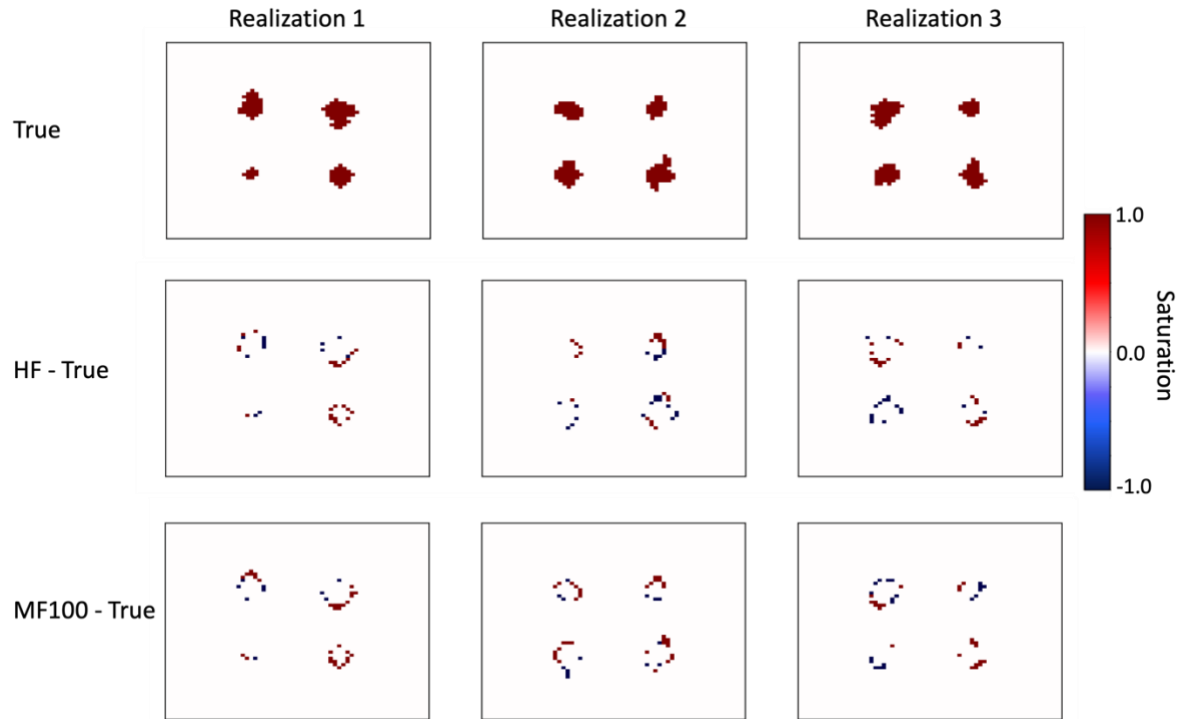 Realization 1
Realization 2
Realization 3
True
1.0
HF - True
0.0
Saturation
-1.0
MF100 - True